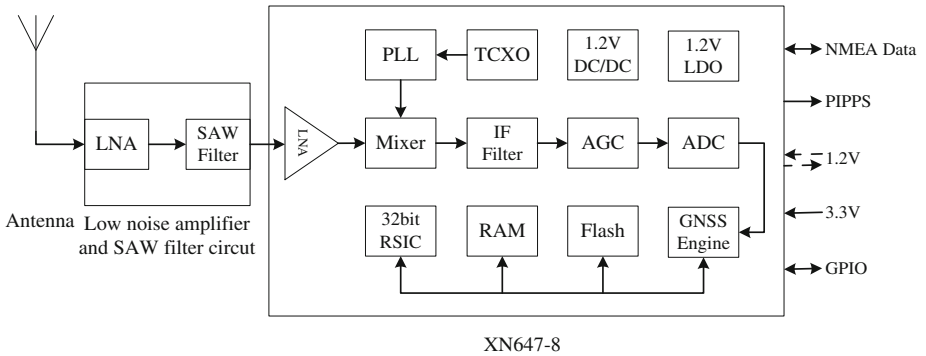 PLL
TCXO
1.2V
DC/DC
1.2V
LDO
NMEA Data
PIPPS
LNA
SAW
Filter
LNA
Mixer
IF
Filter
AGC
ADC
1.2V
3.3V
GPIO
Antenna
Low noise amplifier
and SAW filter circut
32bit
RSIC
RAM
Flash
GNSS
Engine
XN647-8